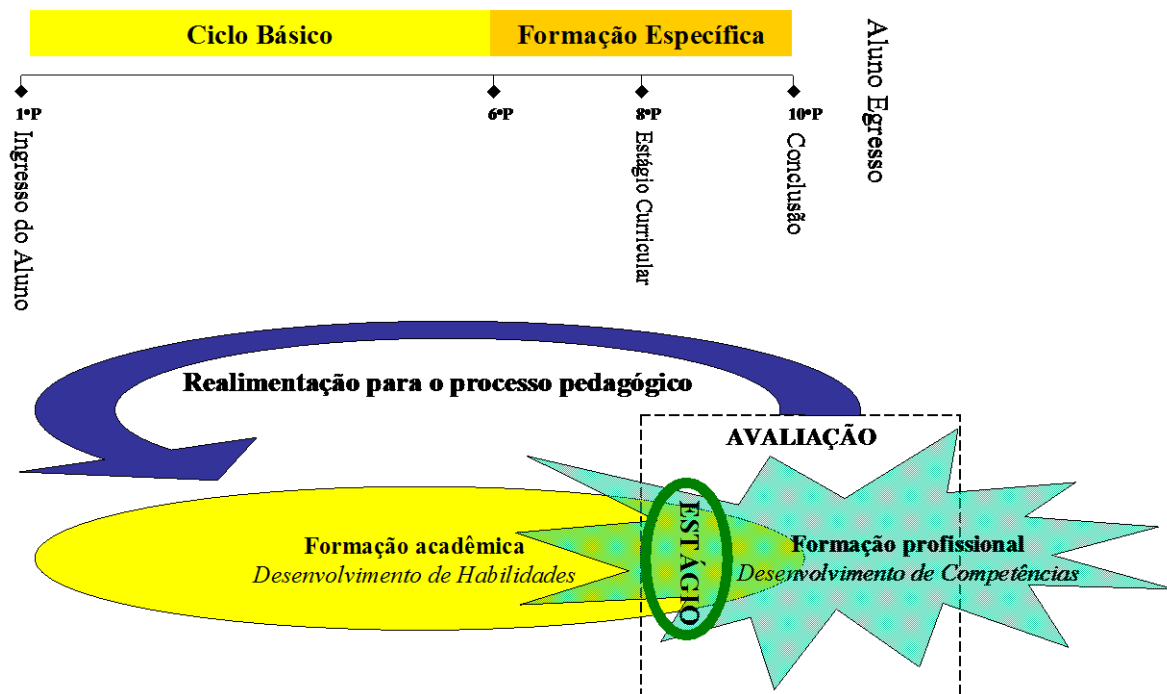 Ciclo Básico
Formação Específica
Aluno Egresso
1ºP
6ºP
8ºP
10ºP
Ingresso do Aluno
Estágio Curricular
Conclusão
Realimentação para o processo pedagógico
AVALIAÇÃO
ESTÁGIO
Formação acadêmica
Desenvolvimento de Habilidades
Formação profissional
Desenvolvimento de Competências